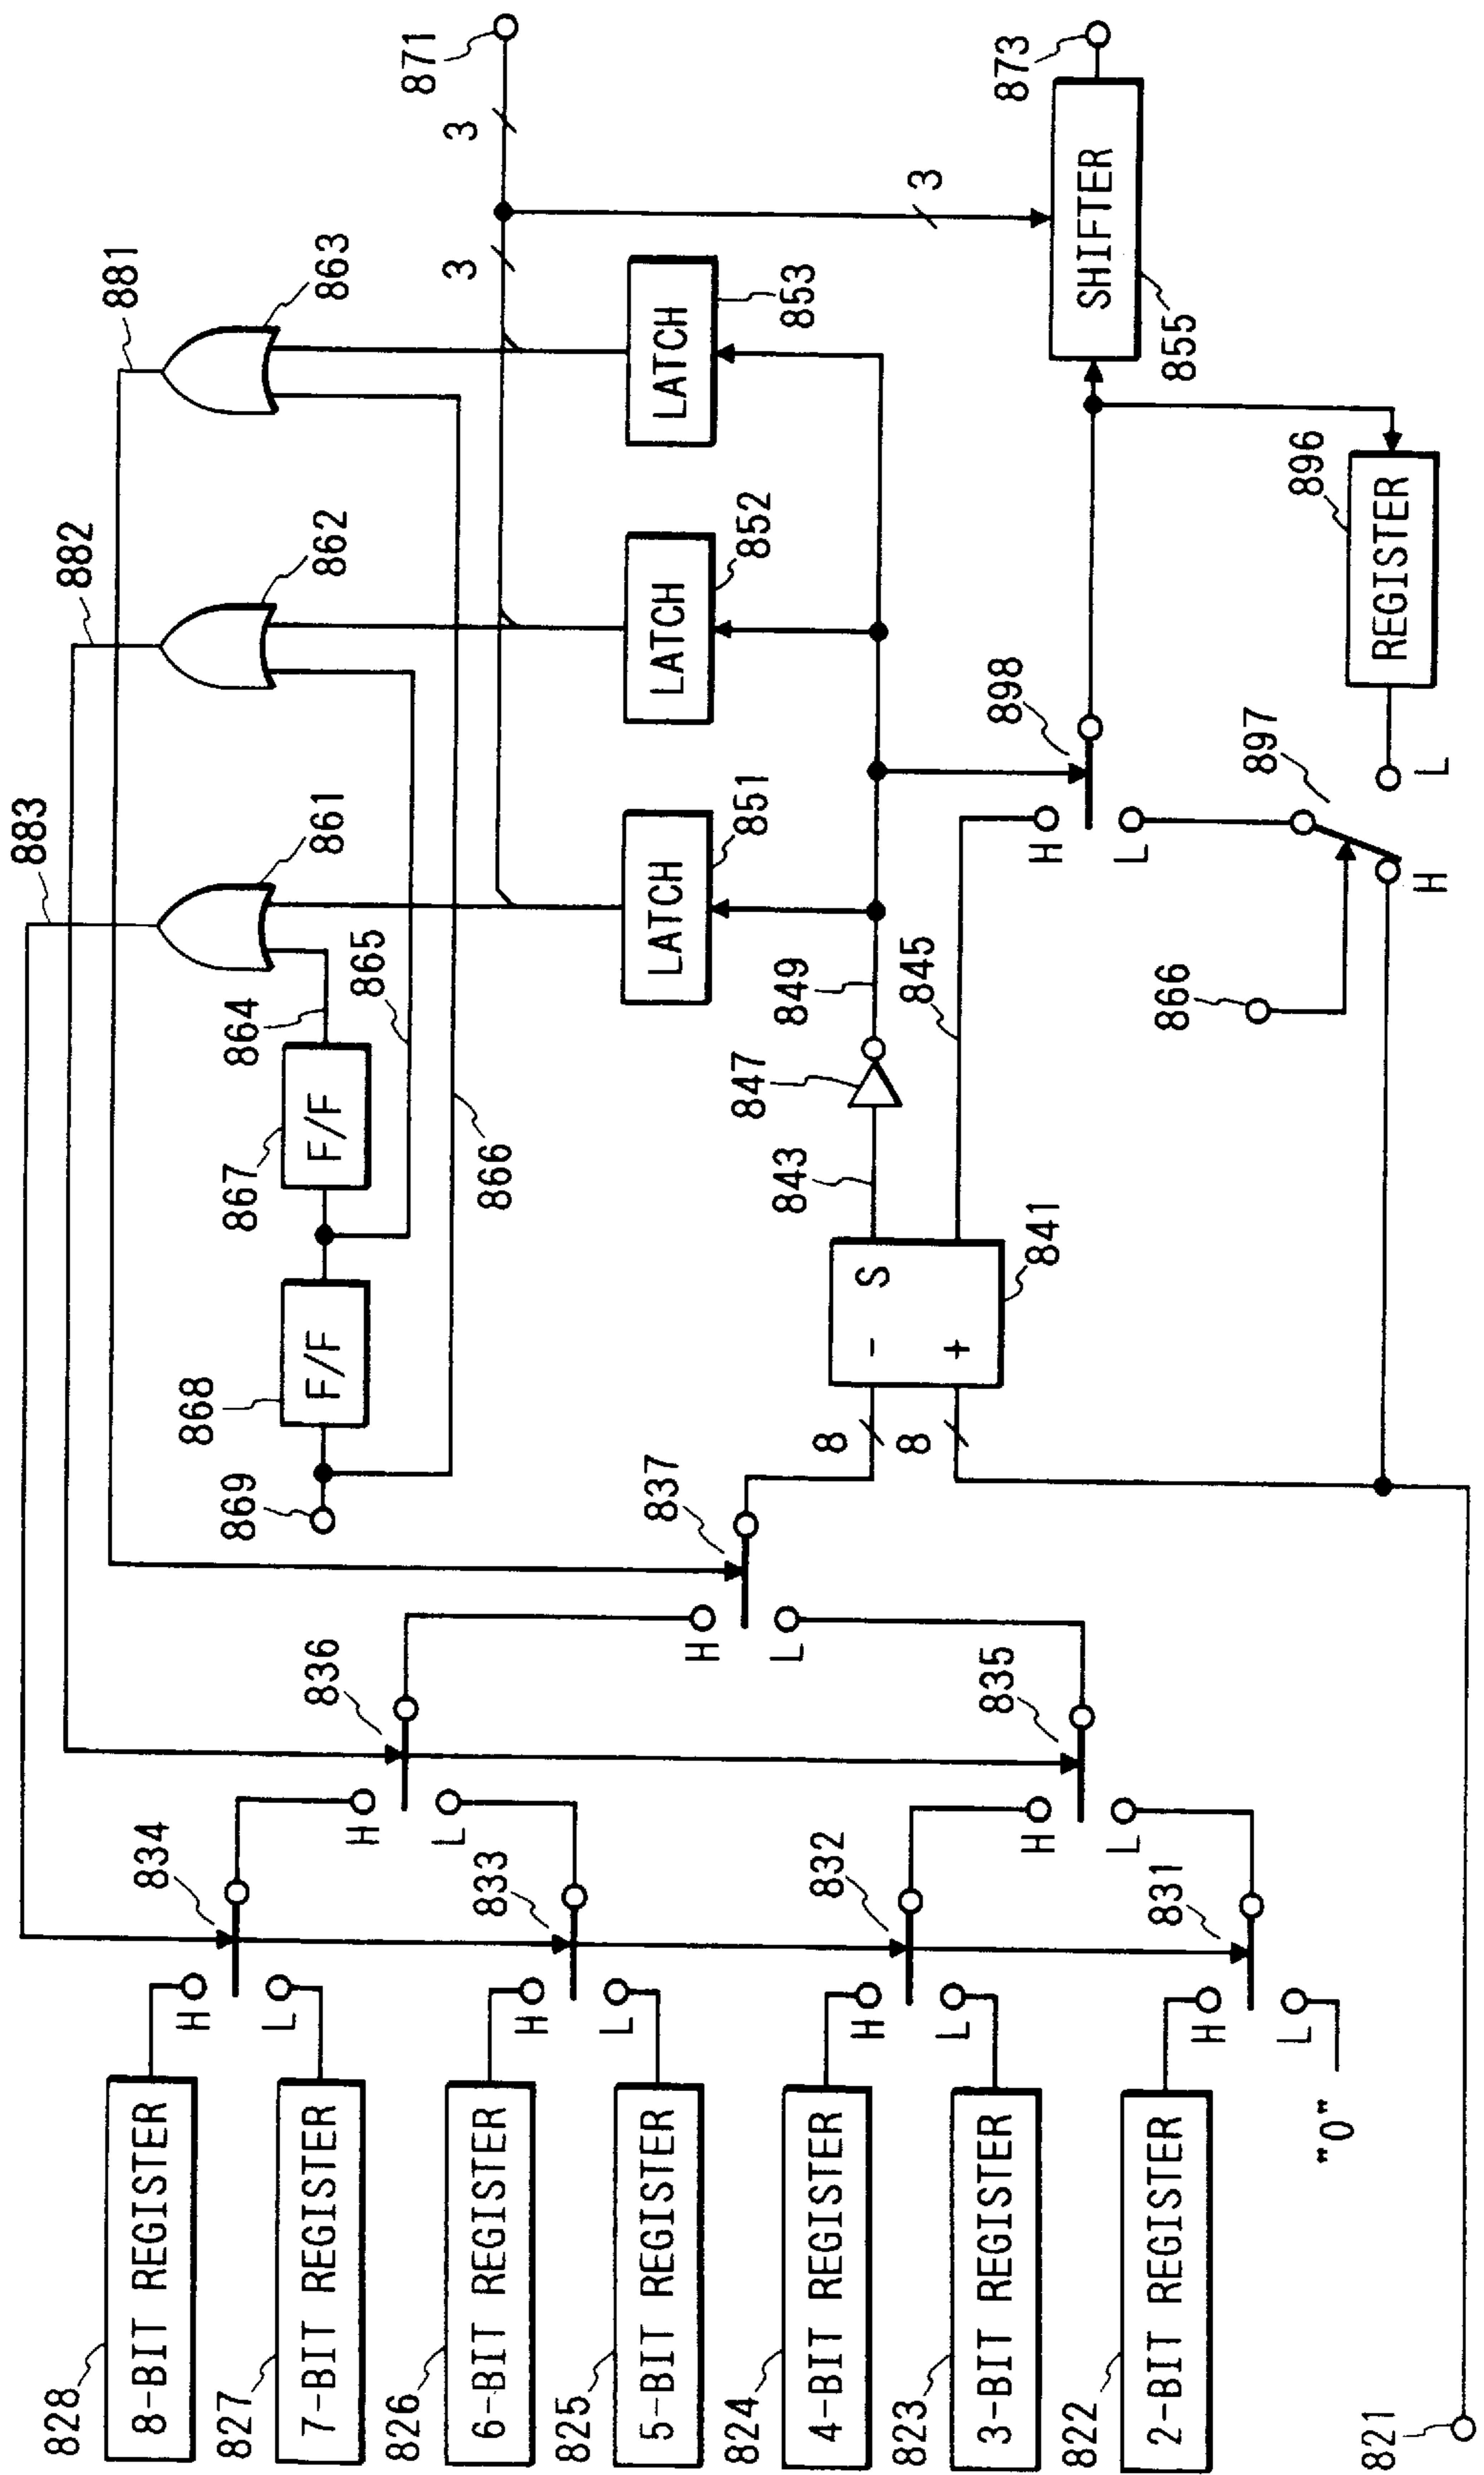 828
8-BIT REGISTER
827
7-BIT REGISTER
826
6-BIT REGISTER
825
5-BIT REGISTER
824
4-BIT REGISTER
823
3-BIT REGISTER
822
2-BIT REGISTER
"0"
821
H
L
834
H
L
833
H
L
832
H
L
831
H
L
836
H
L
835
H
L
837
869
868
F/F
867
F/F
864
865
866
883
861
882
862
881
863
8
8
-
+
S
841
843
847
849
845
LATCH
851
LATCH
852
LATCH
853
3
3
871
3
H
L
898
866
897
H
L
REGISTER
896
SHIFTER
855
873